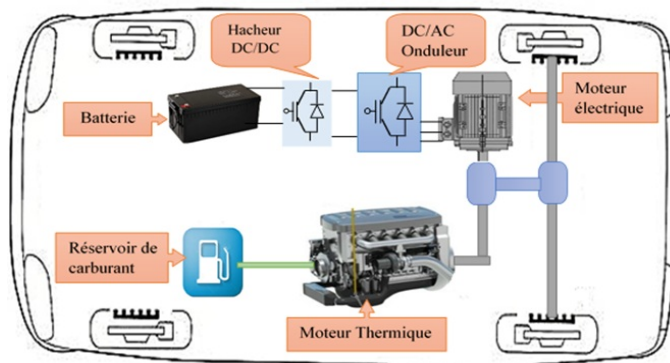 Hacheur
DC/DC
DC/AC
Onduleur
Batterie
Moteur
électrique
Réservoir de
carburant
Moteur Thermique